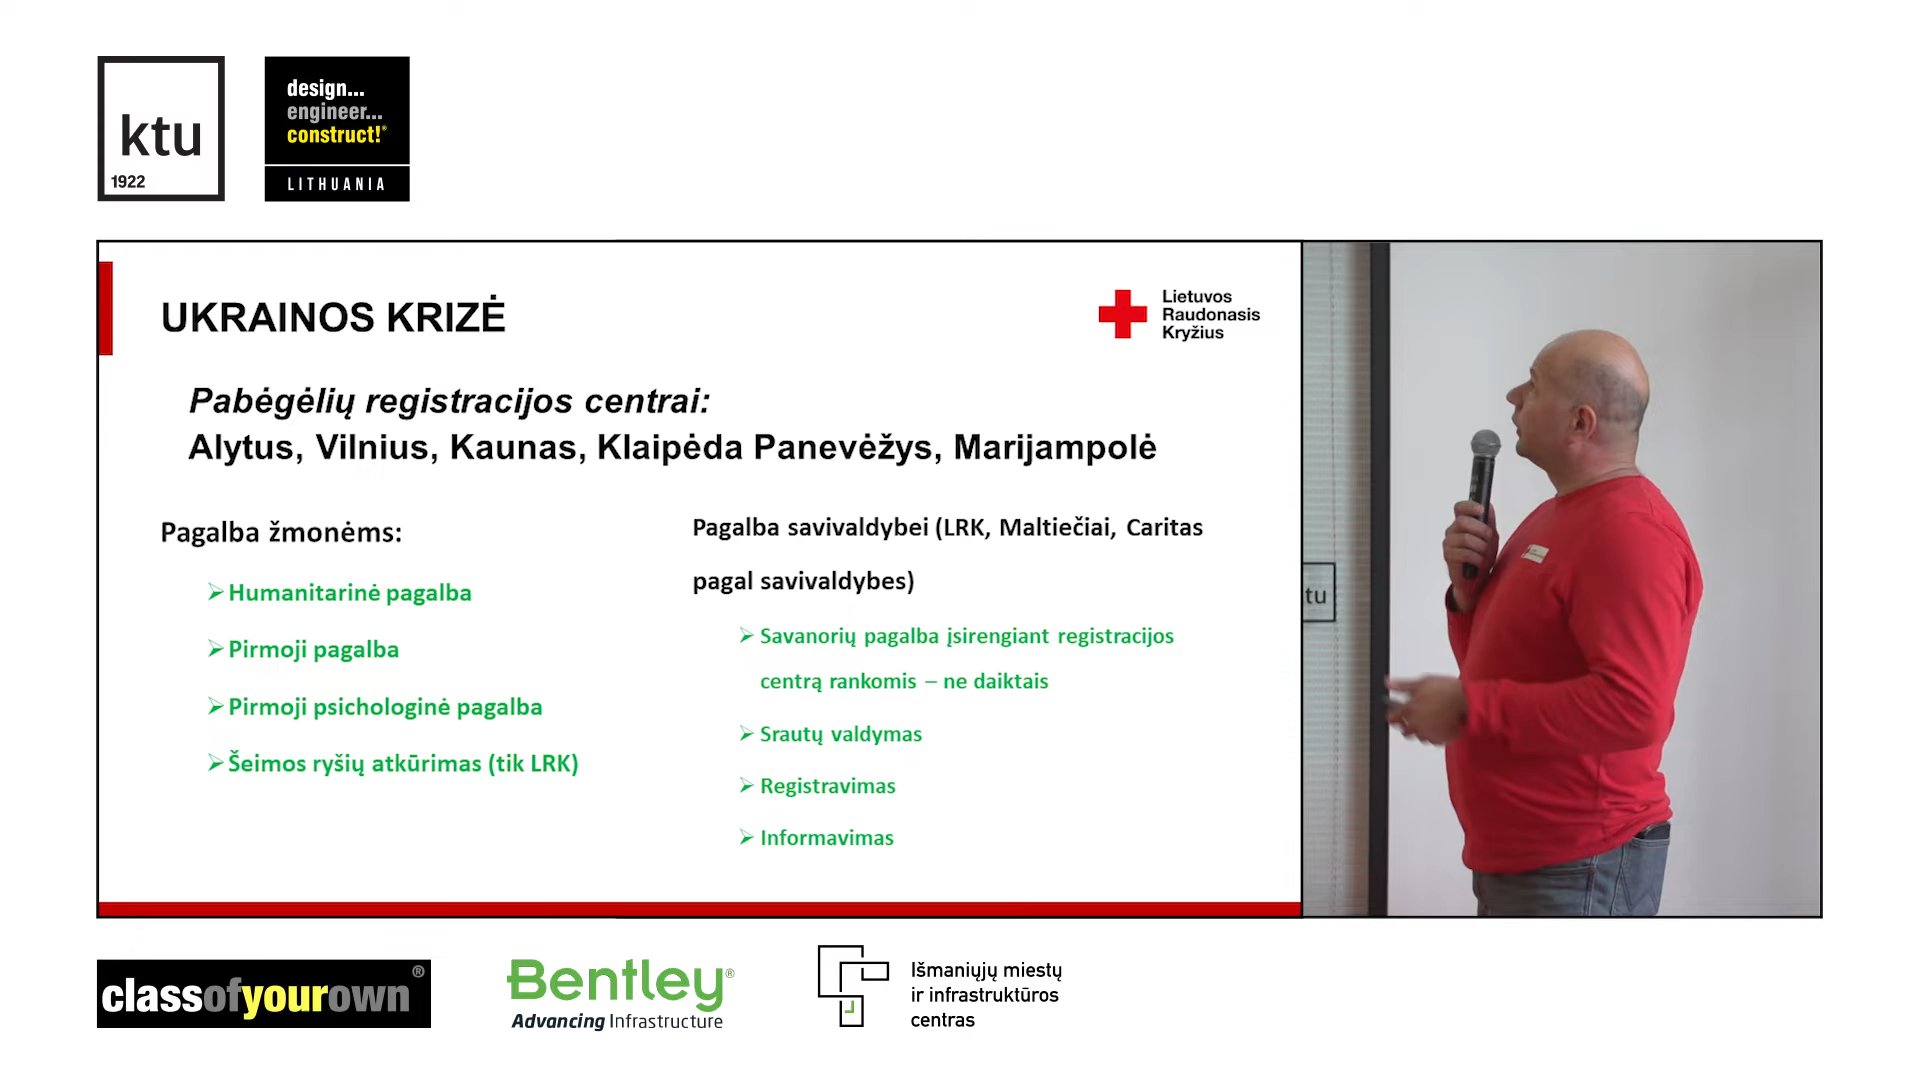 ktu
1922
design...
engineer...
construct!®
LITHUANIA
UKRAINOS KRIZĖ
Lietuvos
Raudonasis
Kryžius
Pabėgėlių registracijos centrai:
Alytus, Vilnius, Kaunas, Klaipėda Panevėžys, Marijampolė
Pagalba žmonėms:
Humanitarinė pagalba
Pirmoji pagalba
Pirmoji psichologinė pagalba
Šeimos ryšių atkūrimas (tik LRK)
Pagalba savivaldybei (LRK, Maltiečiai, Caritas
pagal savivaldybes)
Savanorių pagalba įsirengiant registracijos
centrą rankomis – ne daiktais
Srautų valdymas
Registravimas
Informavimas
tu
classofyourown®
Bentley®
Advancing Infrastructure
Išmaniųjų miestų
ir infrastruktūros
centras